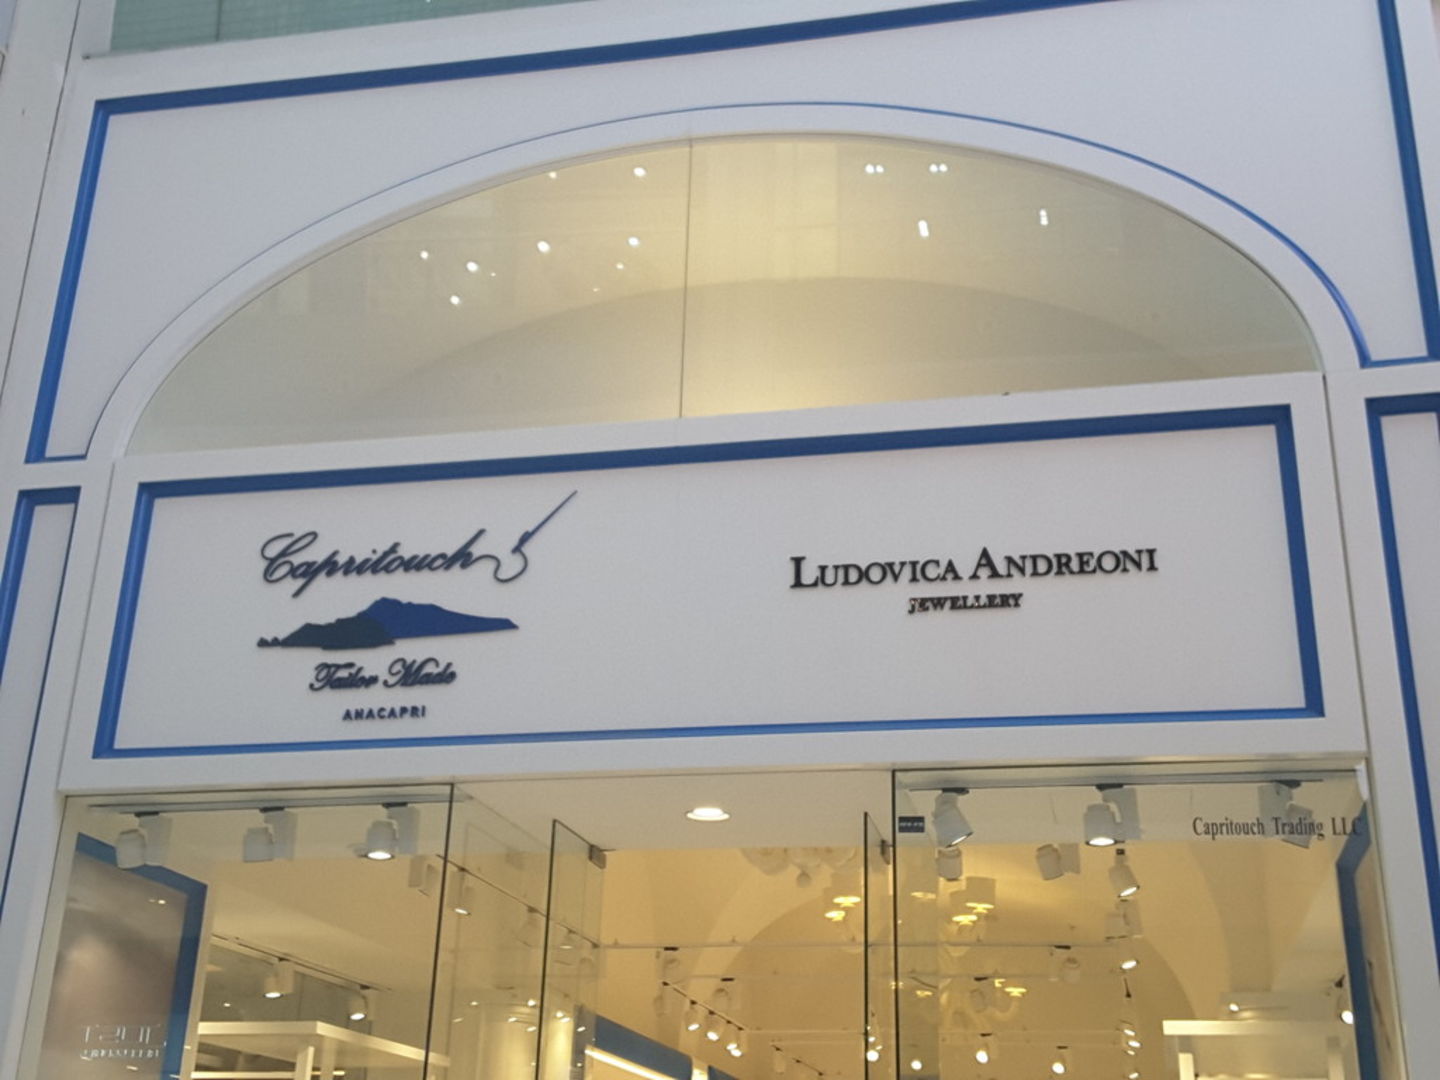 Capritouch
Tailor Made
ANACAPRI
LUDOVICA ANDREONI
JEWELLERY
Capritouch Trading LLC